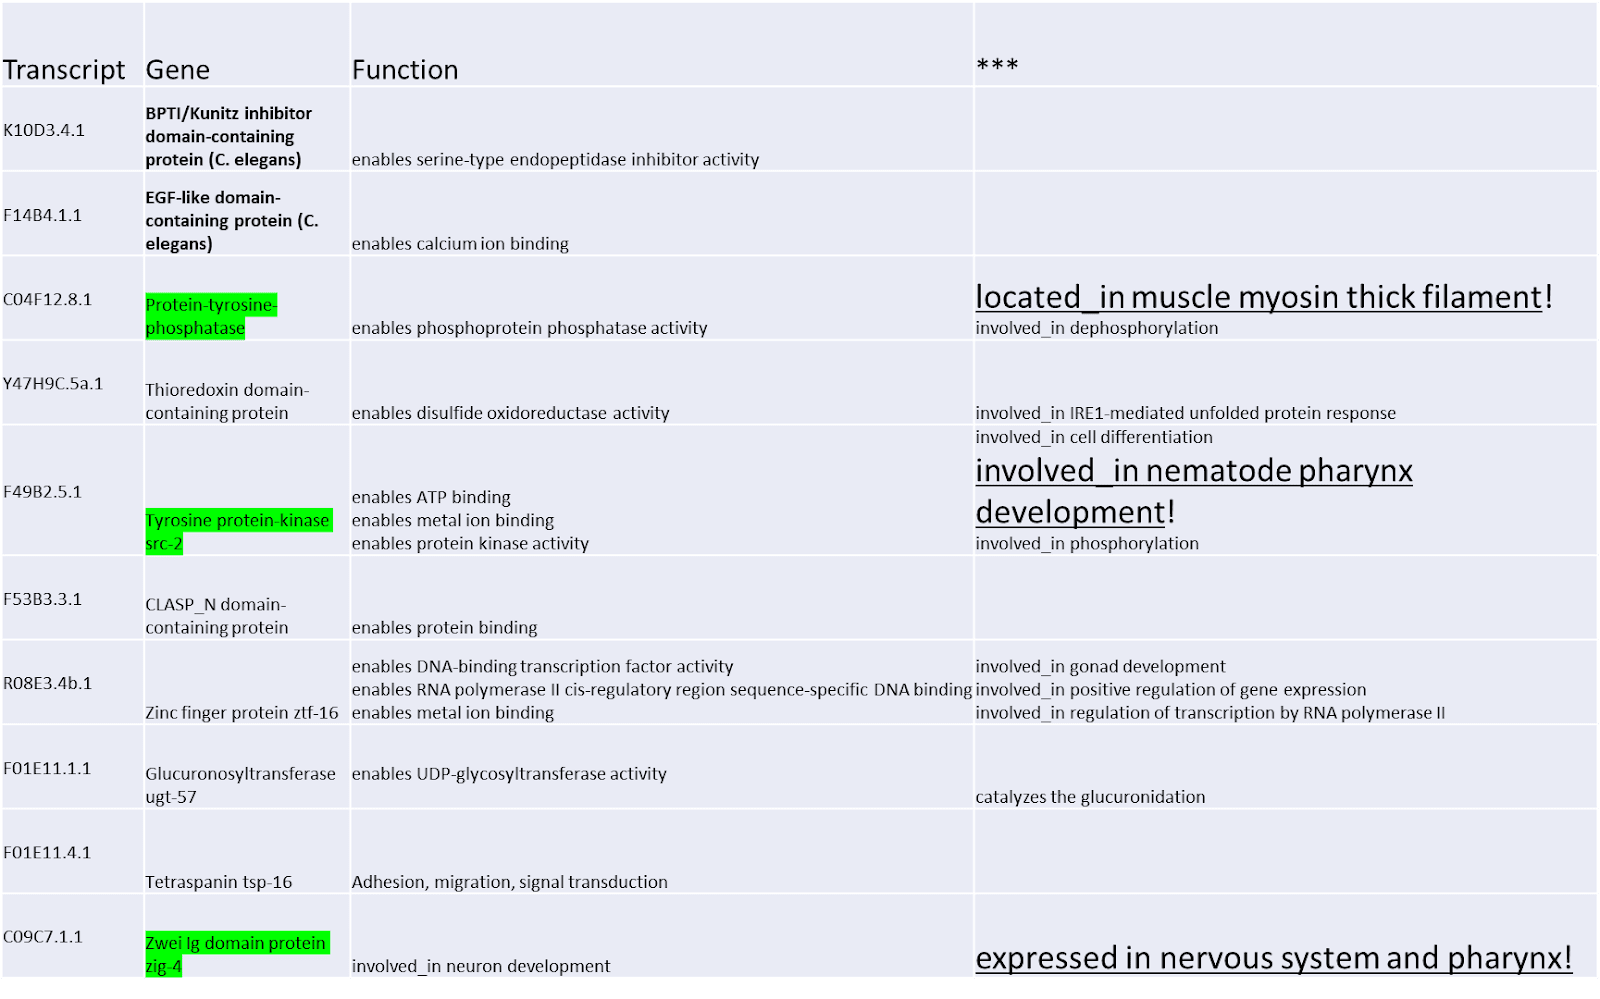 Transcript Gene Function ***
K10D3.4.1
BPTI/Kunitz inhibitor
domain-containing
protein (C. elegans)
enables serine-type endopeptidase inhibitor activity
F14B4.1.1
EGF-like domain-
containing protein (C.
elegans)
enables calcium ion binding
C04F12.8.1
Protein-tyrosine-
phosphatase
enables phosphoprotein phosphatase activity
located_in muscle myosin thick filament!
involved_in dephosphorylation
Y47H9C.5a.1
Thioredoxin domain-
containing protein
enables disulfide oxidoreductase activity
involved_in IRE1-mediated unfolded protein response
F49B2.5.1
Tyrosine protein-kinase
src-2
enables ATP binding
enables metal ion binding
enables protein kinase activity
involved_in cell differentiation
involved_in nematode pharynx
development!
involved_in phosphorylation
F53B3.3.1
CLASP_N domain-
containing protein
enables protein binding
R08E3.4b.1
Zinc finger protein ztf-16
enables DNA-binding transcription factor activity
enables RNA polymerase II cis-regulatory region sequence-specific DNA binding
enables metal ion binding
involved_in gonad development
involved_in positive regulation of gene expression
involved_in regulation of transcription by RNA polymerase II
F01E11.1.1
Glucuronosyltransferase
ugt-57
enables UDP-glycosyltransferase activity
catalyzes the glucuronidation
F01E11.4.1
Tetraspanin tsp-16
Adhesion, migration, signal transduction
C09C7.1.1
Zwei Ig domain protein
zig-4
involved_in neuron development
expressed in nervous system and pharynx!